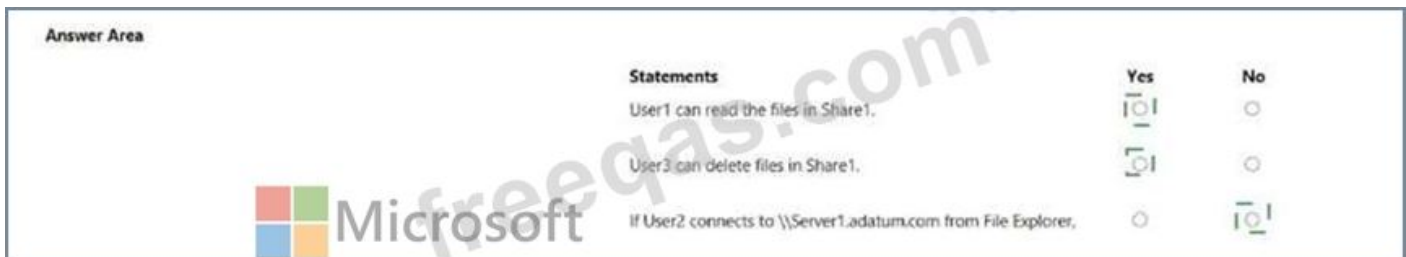 Answer Area
Statements Yes No
User1 can read the files in Share1.
User3 can delete files in Share1.
If User2 connects to \\Server1.adatum.com from File Explorer,
Microsoft
freeqas.com